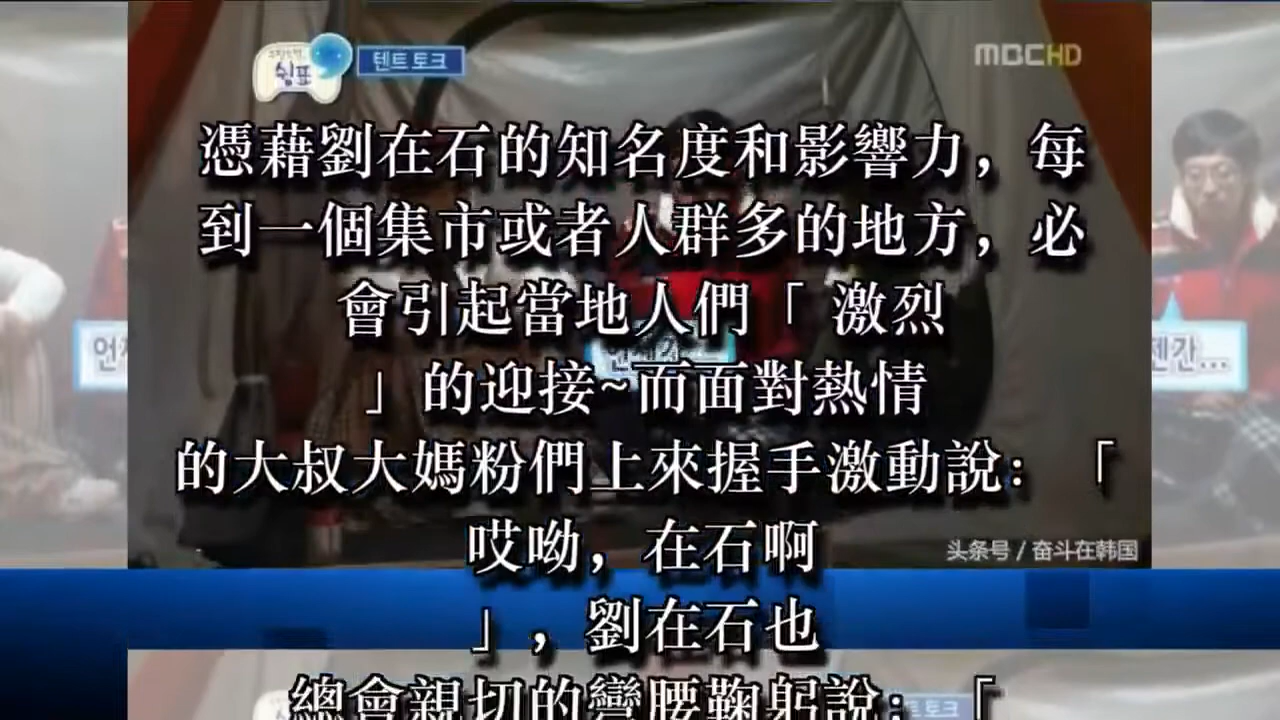 쉼표
텐트 토크
MBC HD
憑藉劉在石的知名度和影響力，每
到一個集市或者人群多的地方，必
會引起當地人們「 激烈
」的迎接~而面對熱情
的大叔大媽粉們上來握手激動說：「
哎呦，在石啊
」，劉在石也
總會親切的彎腰鞠躬說：「
제간...
头条号 / 奋斗在韩国